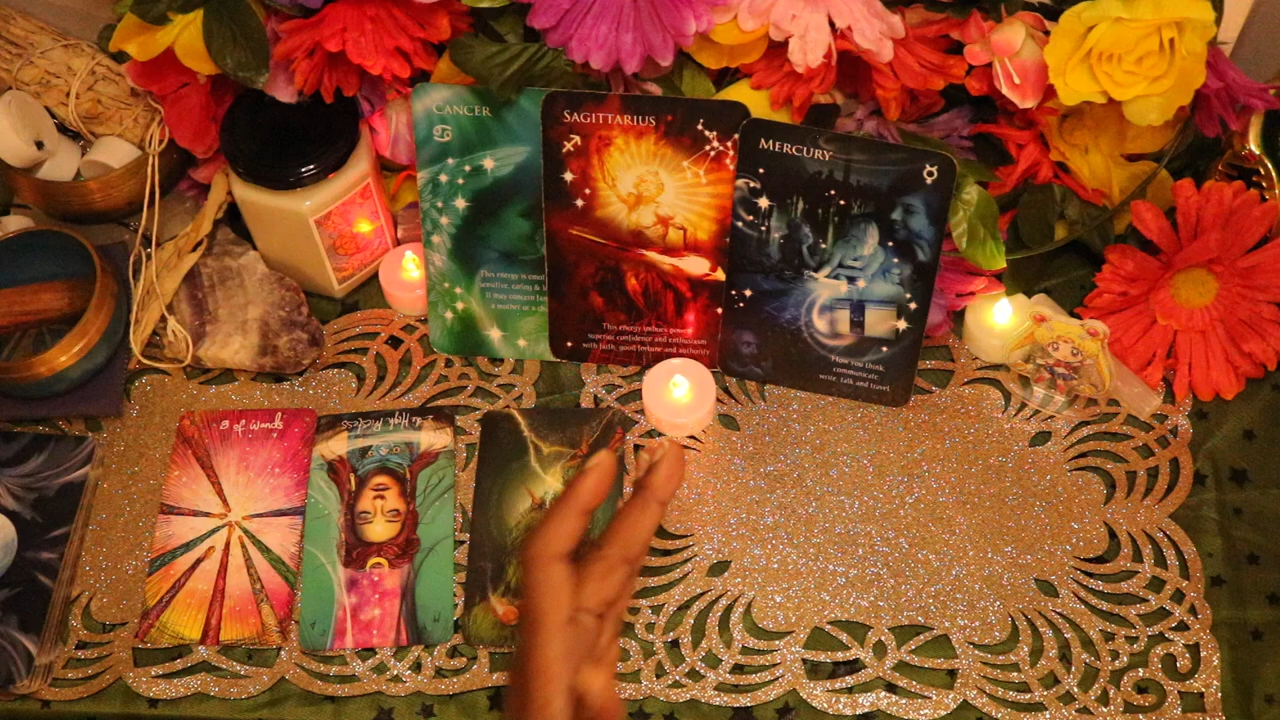 CANCER
This energy is emot
sensitive, caring &
It may concern fam
a mother or a ch
SAGITTARIUS
This energy imbues power
superior confidence and enthusiasm
with faith, good fortune and authority
MERCURY
How you think,
communicate,
write, talk and travel
8 of Wands
High Priestess